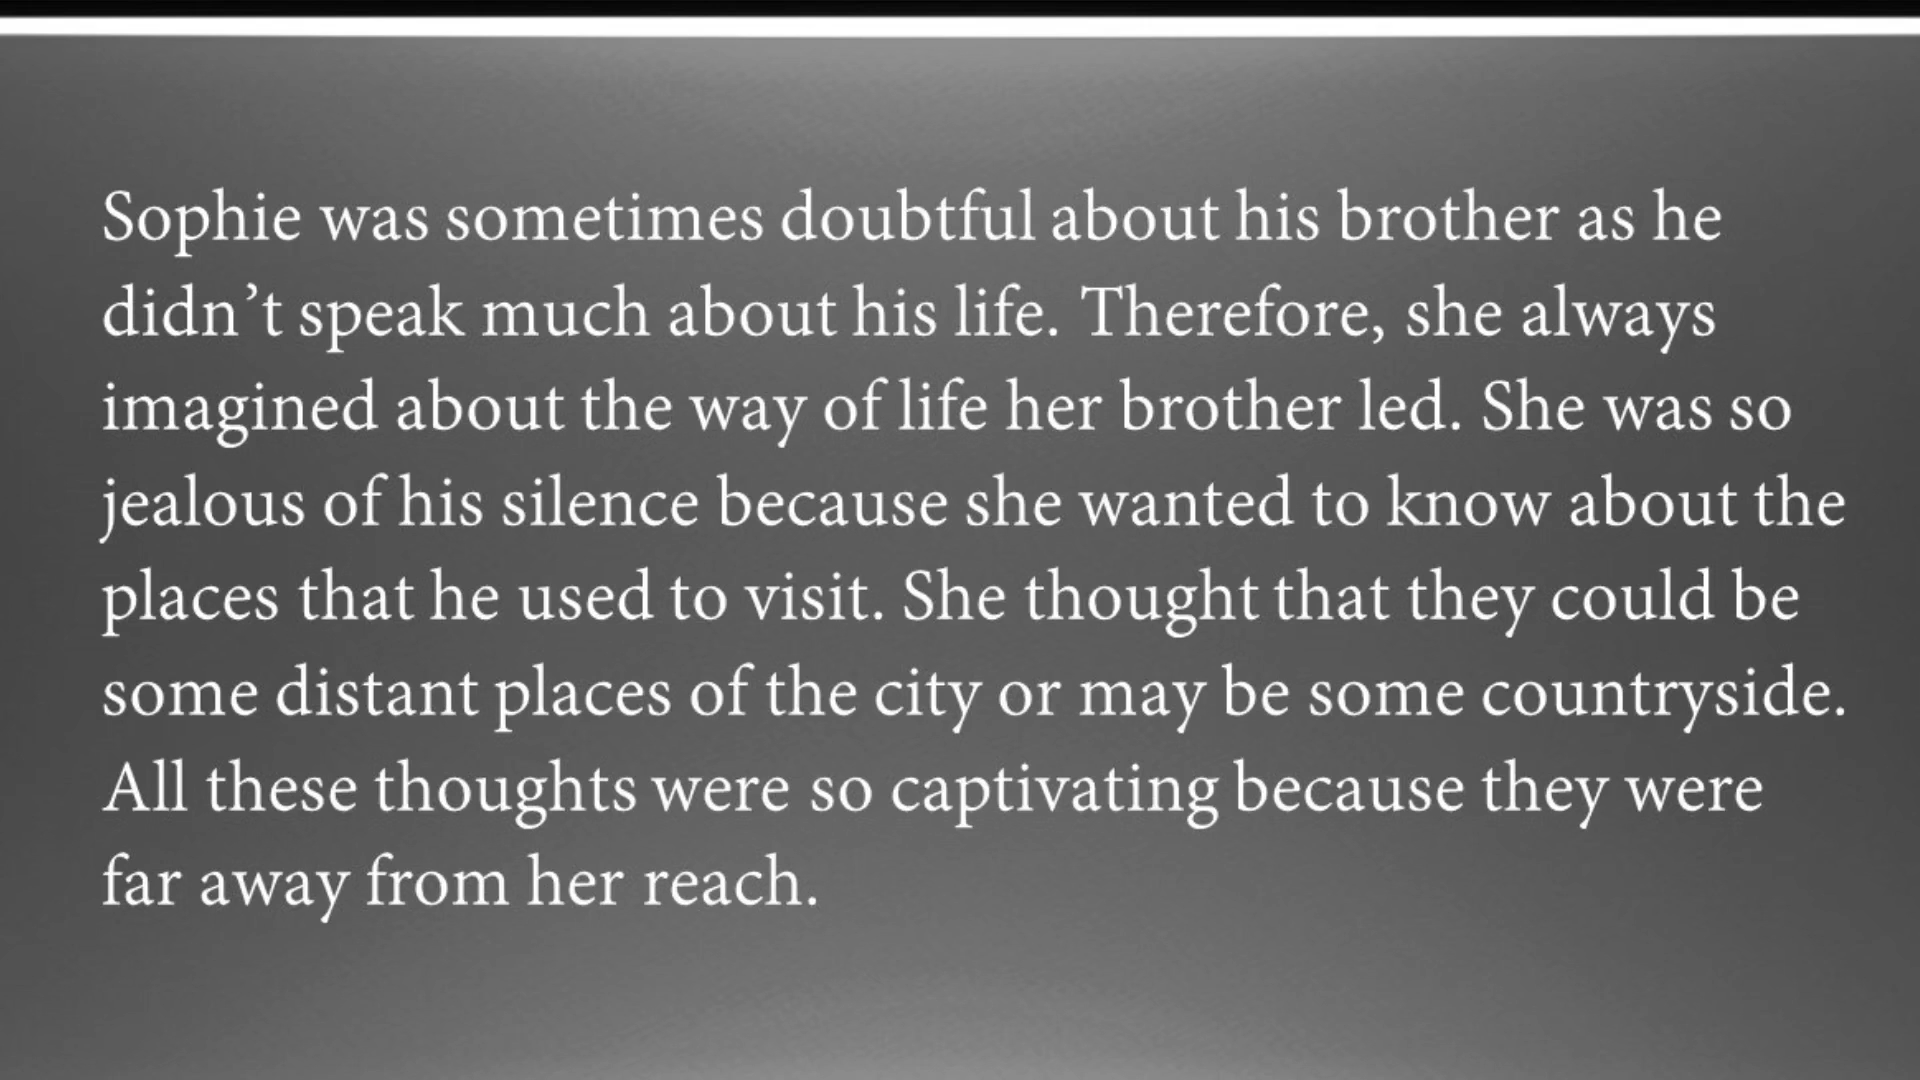 Sophie was sometimes doubtful about his brother as he
didn’t speak much about his life. Therefore, she always
imagined about the way of life her brother led. She was so
jealous of his silence because she wanted to know about the
places that he used to visit. She thought that they could be
some distant places of the city or may be some countryside.
All these thoughts were so captivating because they were
far away from her reach.